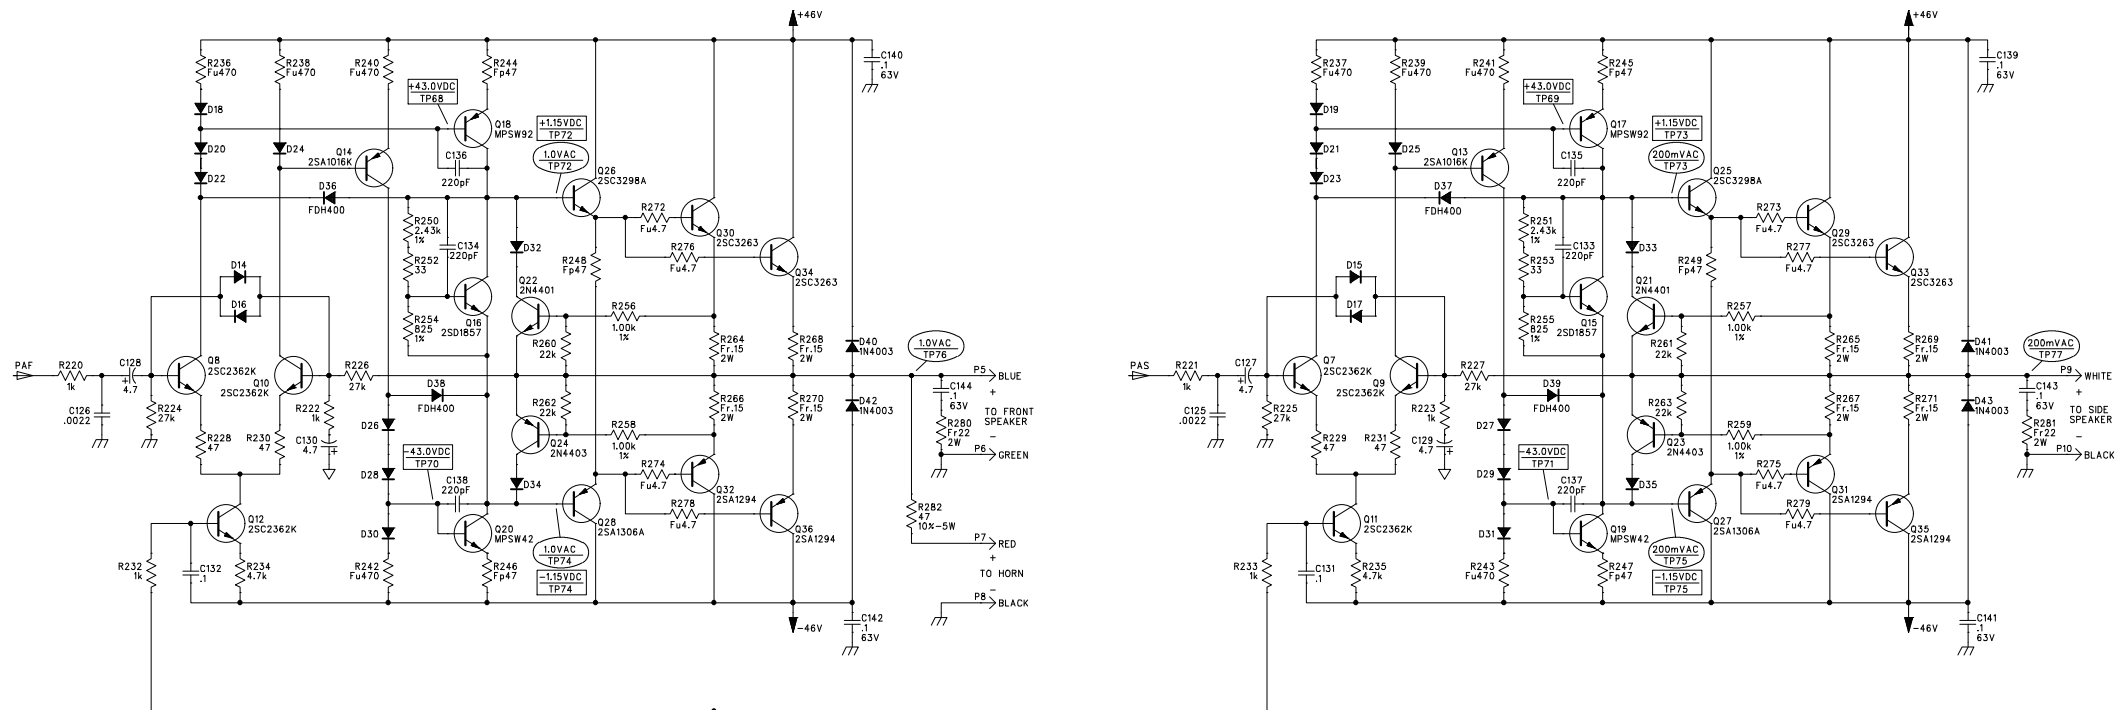 +46V
R236
Fu470
R238
Fu470
R240
Fu470
R244
Fp47
C140
.1
63V
+43.0VDC
TP68
D18
Q18
MPSW92
+1.15VDC
TP72
1.0VAC
TP72
D20
D24
Q14
2SA1016K
C136
220pF
D22
D36
FDH400
Q26
2SC3298A
R250
2.43k
1%
C134
220pF
R252
33
D32
R272
Fu4.7
R276
Fu4.7
Q30
2SC3263
R248
Fp47
Q34
2SC3263
D14
D16
Q22
2N4401
R256
1.00k
1%
Q16
2SD1857
R254
825
1%
R260
22k
R264
Fr.15
2W
R268
Fr.15
2W
D40
1N4003
1.0VAC
TP76
PAF
R220
1k
C128
+
4.7
Q8
2SC2362K
Q10
2SC2362K
R226
27k
P5
BLUE
+
TO FRONT
SPEAKER
-
P6
GREEN
C126
.0022
R224
27k
R222
1k
D38
FDH400
R262
22k
R266
Fr.15
2W
R270
Fr.15
2W
D42
1N4003
C144
.1
63V
R280
Fr22
2W
R228
47
R230
47
C130
4.7
+
D26
Q24
2N4403
R258
1.00k
1%
-43.0VDC
TP70
D28
C138
220pF
D34
R274
Fu4.7
R278
Fu4.7
Q32
2SA1294
R282
47
10%-5W
Q12
2SC2362K
D30
Q20
MPSW42
Q28
2SA1306A
Q36
2SA1294
1.0VAC
TP74
-1.15VDC
TP74
P7
RED
+
TO HORN
-
P8
BLACK
R232
1k
C132
.1
R234
4.7k
R242
Fu470
R246
Fp47
-46V
C142
.1
63V
+46V
R237
Fu470
R239
Fu470
R241
Fu470
R245
Fp47
C139
.1
63V
+43.0VDC
TP69
D19
Q17
MPSW92
+1.15VDC
TP73
200mVAC
TP73
D21
D25
Q13
2SA1016K
C135
220pF
D23
D37
FDH400
Q25
2SC3298A
R251
2.43k
1%
C133
220pF
R253
33
D33
R273
Fu4.7
R277
Fu4.7
Q29
2SC3263
R249
Fp47
Q33
2SC3263
D15
D17
Q21
2N4401
R257
1.00k
1%
Q15
2SD1857
R255
825
1%
R261
22k
R265
Fr.15
2W
R269
Fr.15
2W
D41
1N4003
200mVAC
TP77
PAS
R221
1k
C127
+
4.7
Q7
2SC2362K
Q9
2SC2362K
R227
27k
P9
WHITE
+
TO SIDE
SPEAKER
-
P10
BLACK
C125
.0022
R225
27k
R223
1k
D39
FDH400
R263
22k
R267
Fr.15
2W
R271
Fr.15
2W
D43
1N4003
C143
.1
63V
R281
Fr22
2W
R229
47
R231
47
C129
4.7
+
D27
Q23
2N4403
R259
1.00k
1%
-43.0VDC
TP71
D29
C137
220pF
D35
R275
Fu4.7
R279
Fu4.7
Q31
2SA1294
Q11
2SC2362K
D31
Q19
MPSW42
Q27
2SA1306A
Q35
2SA1294
200mVAC
TP75
-1.15VDC
TP75
R233
1k
C131
.1
R235
4.7k
R243
Fu470
R247
Fp47
-46V
C141
.1
63V